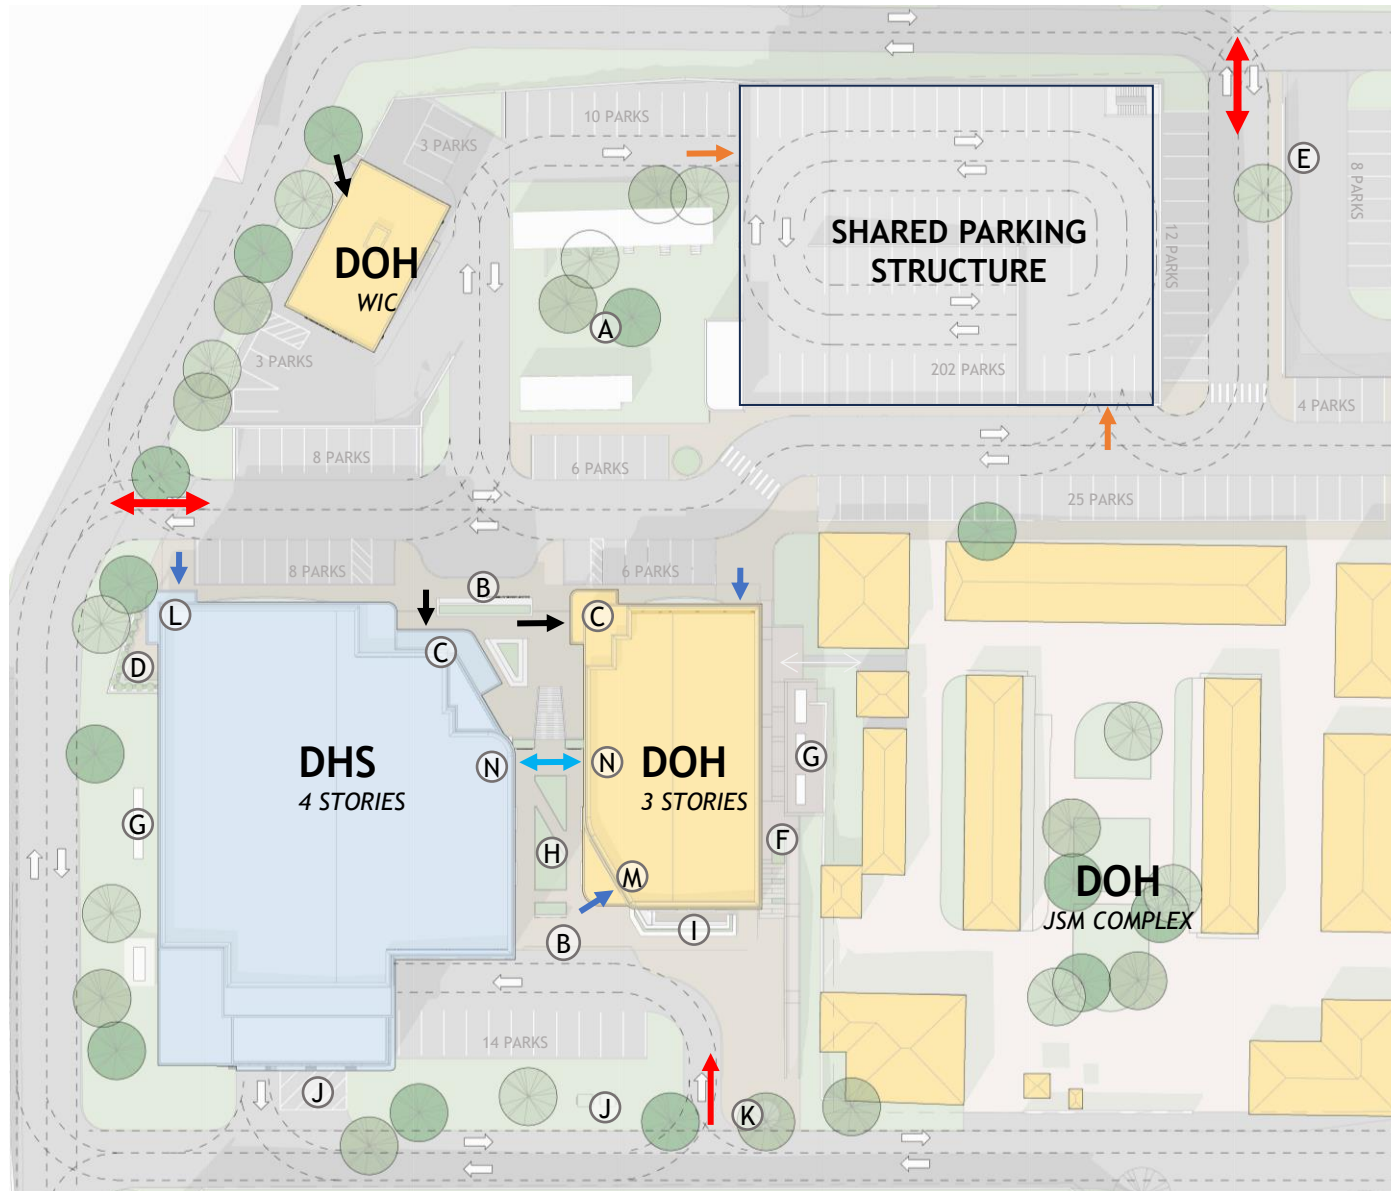 10 PARKS
3 PARKS
E
8 PARKS
SHARED PARKING
STRUCTURE
12 PARKS
DOH
WIC
A
3 PARKS
202 PARKS
4 PARKS
8 PARKS
6 PARKS
25 PARKS
8 PARKS
B
6 PARKS
L
C
C
D
DHS
4 STORIES
N
N
DOH
3 STORIES
G
G
H
F
M
DOH
JSM COMPLEX
B
I
14 PARKS
J
J
K